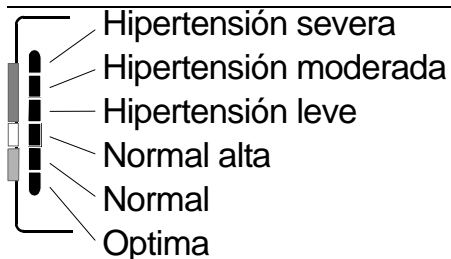 Hipertensión severa
Hipertensión moderada
Hipertensión leve
Normal alta
Normal
Optima